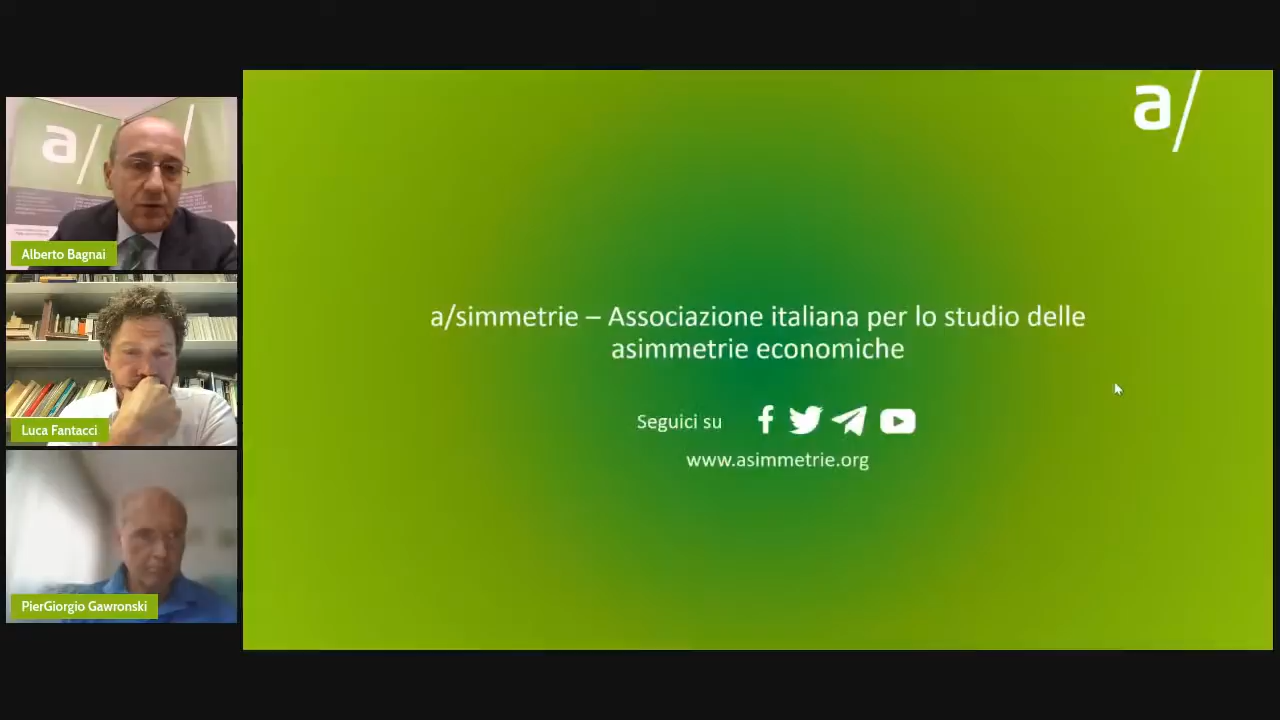 a/
a/
Alberto Bagnai
Luca Fantacci
PierGiorgio Gawronski
a/simmetrie – Associazione italiana per lo studio delle
asimmetrie economiche
Seguici su
www.asimmetrie.org